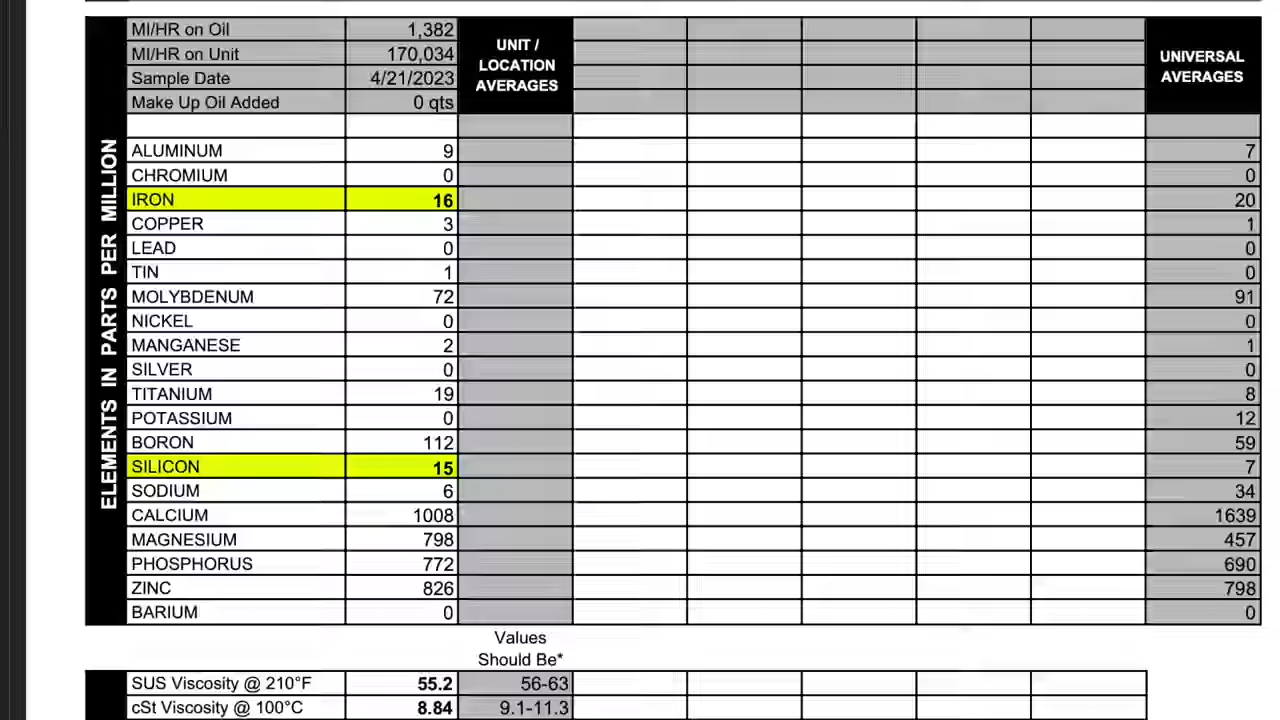 MI/HR on Oil 1,382
MI/HR on Unit 170,034
Sample Date 4/21/2023
Make Up Oil Added 0 qts
UNIT /
LOCATION
AVERAGES
UNIVERSAL
AVERAGES
ELEMENTS IN PARTS PER MILLION
ALUMINUM 9 7
CHROMIUM 0 0
IRON 16 20
COPPER 3 1
LEAD 0 0
TIN 1 0
MOLYBDENUM 72 91
NICKEL 0 0
MANGANESE 2 1
SILVER 0 0
TITANIUM 19 8
POTASSIUM 0 12
BORON 112 59
SILICON 15 7
SODIUM 6 34
CALCIUM 1008 1639
MAGNESIUM 798 457
PHOSPHORUS 772 690
ZINC 826 798
BARIUM 0 0
Values
Should Be*
SUS Viscosity @ 210°F 55.2 56-63
cSt Viscosity @ 100°C 8.84 9.1-11.3